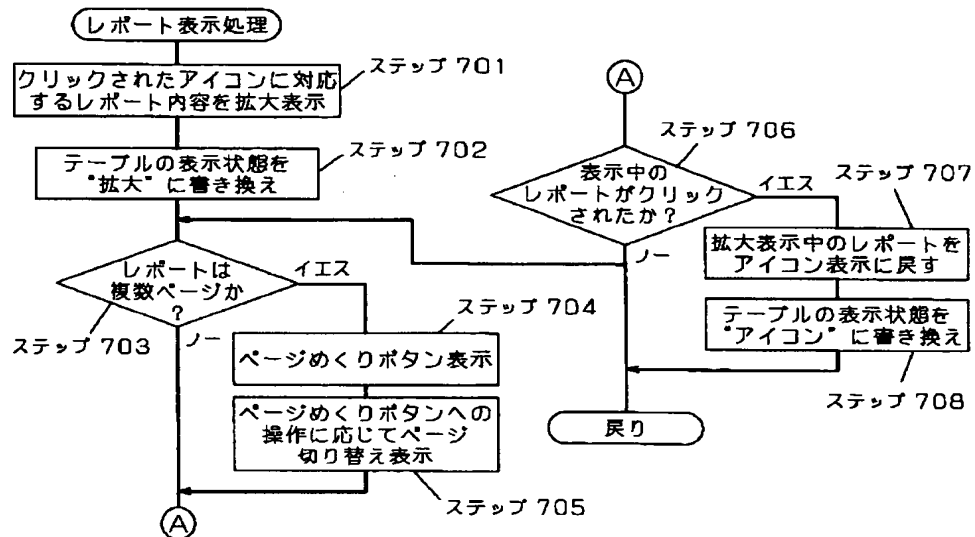 レポート表示処理
クリックされたアイコンに対応
するレポート内容を拡大表示
ステップ 701
テーブルの表示状態を
"拡大"に書き換え
ステップ 702
レポートは
複数ページか
?
イエス
ノー
ステップ 703
ステップ 704
ページめくりボタン表示
ページめくりボタンへの
操作に応じてページ
切り替え表示
ステップ 705
A
A
ステップ 706
表示中の
レポートがクリック
されたか?
イエス
ノー
ステップ 707
拡大表示中のレポートを
アイコン表示に戻す
テーブルの表示状態を
"アイコン"に書き換え
ステップ 708
戻り